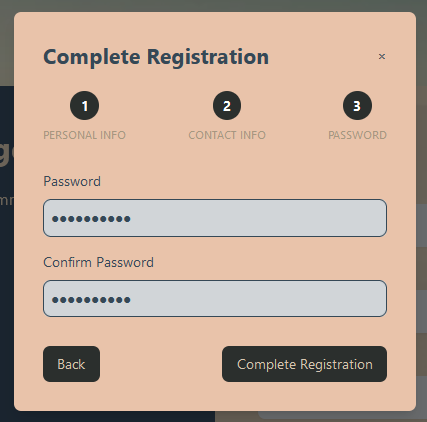 Complete Registration
×
1 2 3
PERSONAL INFO CONTACT INFO PASSWORD
Password
••••••••••
Confirm Password
••••••••••
Back Complete Registration